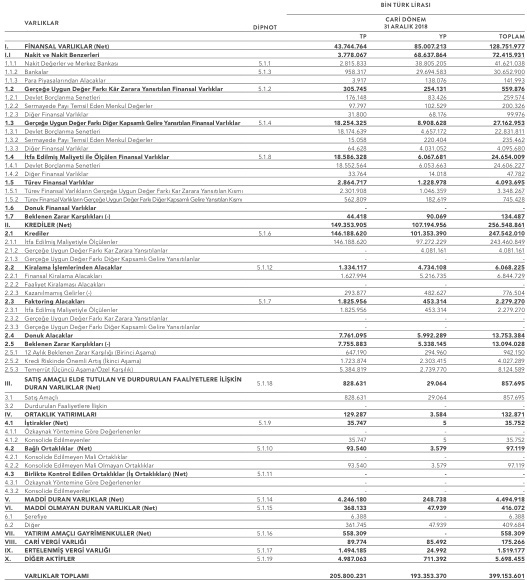 BİN TÜRK LİRASI
VARLIKLAR DİPNOT CARİ DÖNEM
31 ARALIK 2018
TP YP TOPLAM
I. FİNANSAL VARLIKLAR (Net) 43.744.764 85.007.213 128.751.977
I.I Nakit ve Nakit Benzerleri 3.778.067 68.637.864 72.415.931
1.1.1 Nakit Değerler ve Merkez Bankası 5.1.1 2.815.833 38.805.205 41.621.038
1.1.2 Bankalar 5.1.3 958.317 29.694.583 30.652.900
1.1.3 Para Piyasalarından Alacaklar 3.917 138.076 141.993
1.2 Gerçeğe Uygun Değer Farkı Kâr Zarara Yansıtılan Finansal Varlıklar 5.1.2 305.745 254.131 559.876
1.2.1 Devlet Borçlanma Senetleri 176.148 83.426 259.574
1.2.2 Sermayede Payı Temsil Eden Menkul Değerler 97.797 102.529 200.326
1.2.3 Diğer Finansal Varlıklar 31.800 68.176 99.976
1.3 Gerçeğe Uygun Değer Farkı Diğer Kapsamlı Gelire Yansıtılan Finansal Varlıklar 5.1.4 18.254.325 8.908.628 27.162.953
1.3.1 Devlet Borçlanma Senetleri 18.174.639 4.657.172 22.831.811
1.3.2 Sermayede Payı Temsil Eden Menkul Değerler 15.058 220.404 235.462
1.3.3 Diğer Finansal Varlıklar 64.628 4.031.052 4.095.680
1.4 İtfa Edilmiş Maliyeti ile Ölçülen Finansal Varlıklar 5.1.8 18.586.328 6.067.681 24.654.009
1.4.1 Devlet Borçlanma Senetleri 18.552.564 6.053.663 24.606.227
1.4.2 Diğer Finansal Varlıklar 33.764 14.018 47.782
1.5 Türev Finansal Varlıklar 2.864.717 1.228.978 4.093.695
1.5.1 Türev Finansal Varlıkların Gerçeğe Uygun Değer Farkı Kar Zarara Yansıtılan Kısmı 2.301.908 1.046.359 3.348.267
1.5.2 Türev Finansal Varlıkların Gerçeğe Uygun Değer Farkı Diğer Kapsamlı Gelire Yansıtılan Kısmı 562.809 182.619 745.428
1.6 Donuk Finansal Varlıklar - - -
1.7 Beklenen Zarar Karşılıkları (-) 44.418 90.069 134.487
II. KREDİLER (Net) 149.353.905 107.194.956 256.548.861
2.1 Krediler 5.1.6 146.188.620 101.353.390 247.542.010
2.1.1 İtfa Edilmiş Maliyetiyle Ölçülenler 146.188.620 97.272.229 243.460.849
2.1.2 Gerçeğe Uygun Değer Farkı Kar Zarara Yansıtılanlar - 4.081.161 4.081.161
2.1.3 Gerçeğe Uygun Değer Farkı Diğer Kapsamlı Gelire Yansıtılanlar - - -
2.2 Kiralama İşlemlerinden Alacaklar 5.1.12 1.334.117 4.734.108 6.068.225
2.2.1 Finansal Kiralama Alacakları 1.627.994 5.216.735 6.844.729
2.2.2 Faaliyet Kiralaması Alacakları - - -
2.2.3 Kazanılmamış Gelirler (-) 293.877 482.627 776.504
2.3 Faktoring Alacakları 5.1.7 1.825.956 453.314 2.279.270
2.3.1 İtfa Edilmiş Maliyetiyle Ölçülenler 1.825.956 453.314 2.279.270
2.3.2 Gerçeğe Uygun Değer Farkı Kar Zarara Yansıtılanlar - - -
2.3.3 Gerçeğe Uygun Değer Farkı Diğer Kapsamlı Gelire Yansıtılanlar - - -
2.4 Donuk Alacaklar 7.761.095 5.992.289 13.753.384
2.5 Beklenen Zarar Karşılıkları (-) 7.755.883 5.338.145 13.094.028
2.5.1 12 Aylık Beklenen Zarar Karşılığı (Birinci Aşama) 647.190 294.960 942.150
2.5.2 Kredi Riskinde Önemli Artış (İkinci Aşama) 1.723.874 2.303.415 4.027.289
2.5.3 Temerrüt (Üçüncü Aşama/Özel Karşılık) 5.384.819 2.739.770 8.124.589
III. SATIŞ AMAÇLI ELDE TUTULAN VE DURDURULAN FAALİYETLERE İLİŞKİN
DURAN VARLIKLAR (Net) 5.1.18 828.631 29.064 857.695
3.1 Satış Amaçlı 828.631 29.064 857.695
3.2 Durdurulan Faaliyetlere İlişkin - - -
IV. ORTAKLIK YATIRIMLARI 129.287 3.584 132.871
4.1 İştirakler (Net) 5.1.9 35.747 5 35.752
4.1.1 Özkaynak Yöntemine Göre Değerlenenler - - -
4.1.2 Konsolide Edilmeyenler 35.747 5 35.752
4.2 Bağlı Ortaklıklar (Net) 5.1.10 93.540 3.579 97.119
4.2.1 Konsolide Edilmeyen Mali Ortaklıklar - - -
4.2.2 Konsolide Edilmeyen Mali Olmayan Ortaklıklar 93.540 3.579 97.119
4.3 Birlikte Kontrol Edilen Ortaklıklar (İş Ortaklıkları) (Net) 5.1.11 - - -
4.3.1 Özkaynak Yöntemine Göre Değerlenenler - - -
4.3.2 Konsolide Edilmeyenler - - -
V. MADDİ DURAN VARLIKLAR (Net) 5.1.14 4.246.180 248.738 4.494.918
VI. MADDİ OLMAYAN DURAN VARLIKLAR (Net) 5.1.15 368.133 47.939 416.072
6.1 Şerefiye 6.388 - 6.388
6.2 Diğer 361.745 47.939 409.684
VII. YATIRIM AMAÇLI GAYRİMENKULLER (Net) 5.1.16 558.309 - 558.309
VIII. CARİ VERGİ VARLIĞI 89.774 85.492 175.266
IX. ERTELENMİŞ VERGİ VARLIĞI 5.1.17 1.494.185 24.992 1.519.177
X. DİĞER AKTİFLER 5.1.19 4.987.063 711.392 5.698.455
VARLIKLAR TOPLAMI 205.800.231 193.353.370 399.153.601